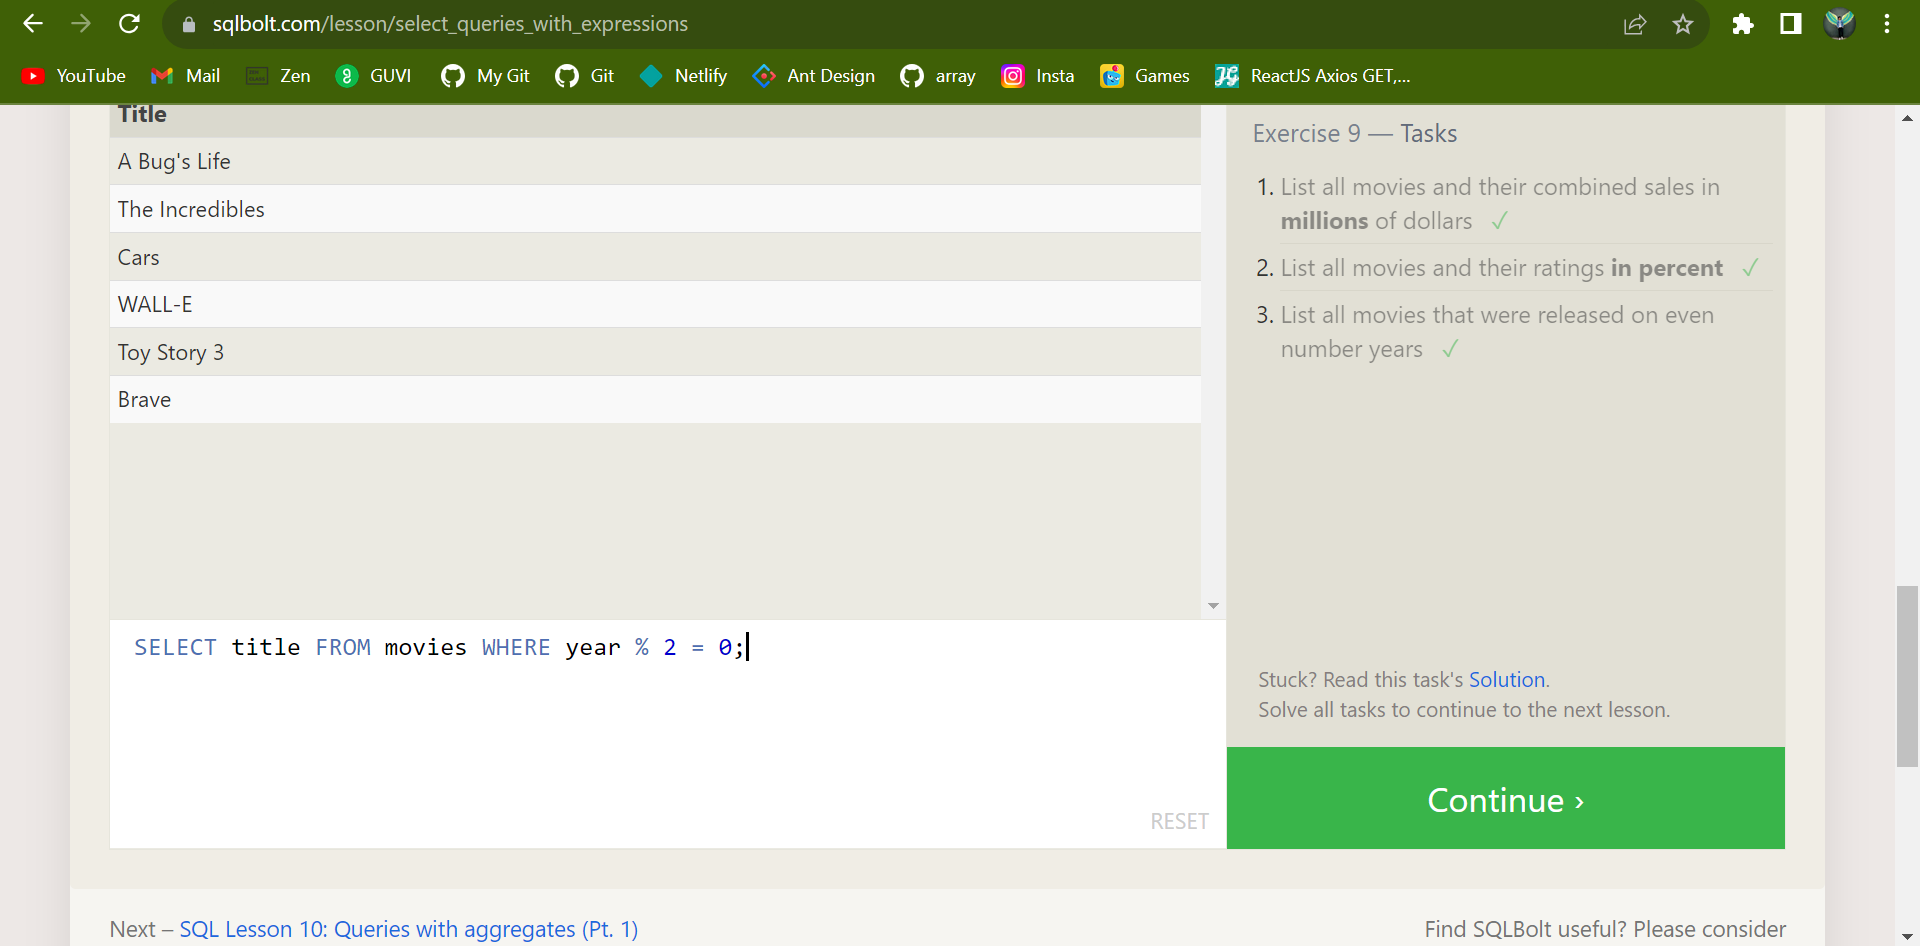 sqlbolt.com/lesson/select_queries_with_expressions
YouTube Mail Zen GUVI My Git Git Netlify Ant Design array Insta Games ReactJS Axios GET,...
Title
A Bug's Life
The Incredibles
Cars
WALL-E
Toy Story 3
Brave
SELECT title FROM movies WHERE year % 2 = 0;
RESET
Exercise 9 — Tasks
1. List all movies and their combined sales in
millions of dollars ✓
2. List all movies and their ratings in percent ✓
3. List all movies that were released on even
number years ✓
Stuck? Read this task's Solution.
Solve all tasks to continue to the next lesson.
Continue ›
Next – SQL Lesson 10: Queries with aggregates (Pt. 1)
Find SQLBolt useful? Please consider